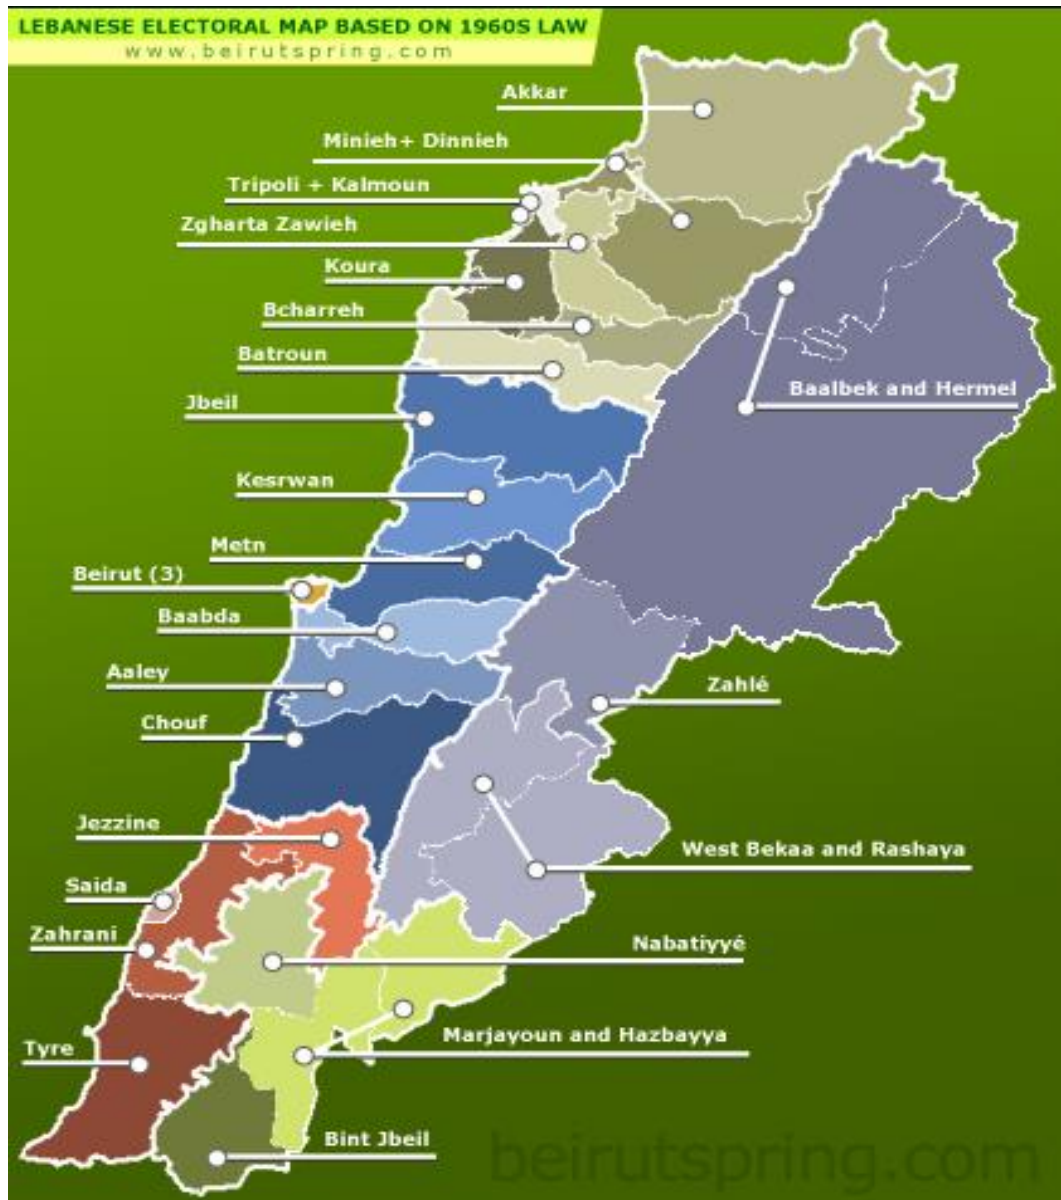 LEBANESE ELECTORAL MAP BASED ON 1960S LAW
www.beirutspring.com
Akkar
Minieh+ Dinnieh
Tripoli + Kalmoun
Zgharta Zawieh
Koura
Bcharreh
Batroun
Baalbek and Hermel
Jbeil
Kesrwan
Metn
Beirut (3)
Baabda
Aaley
Zahlé
Chouf
Jezzine
West Bekaa and Rashaya
Saida
Zahrani
Nabatiyyé
Marjayoun and Hazbayya
Tyre
Bint Jbeil
beirutspring.com